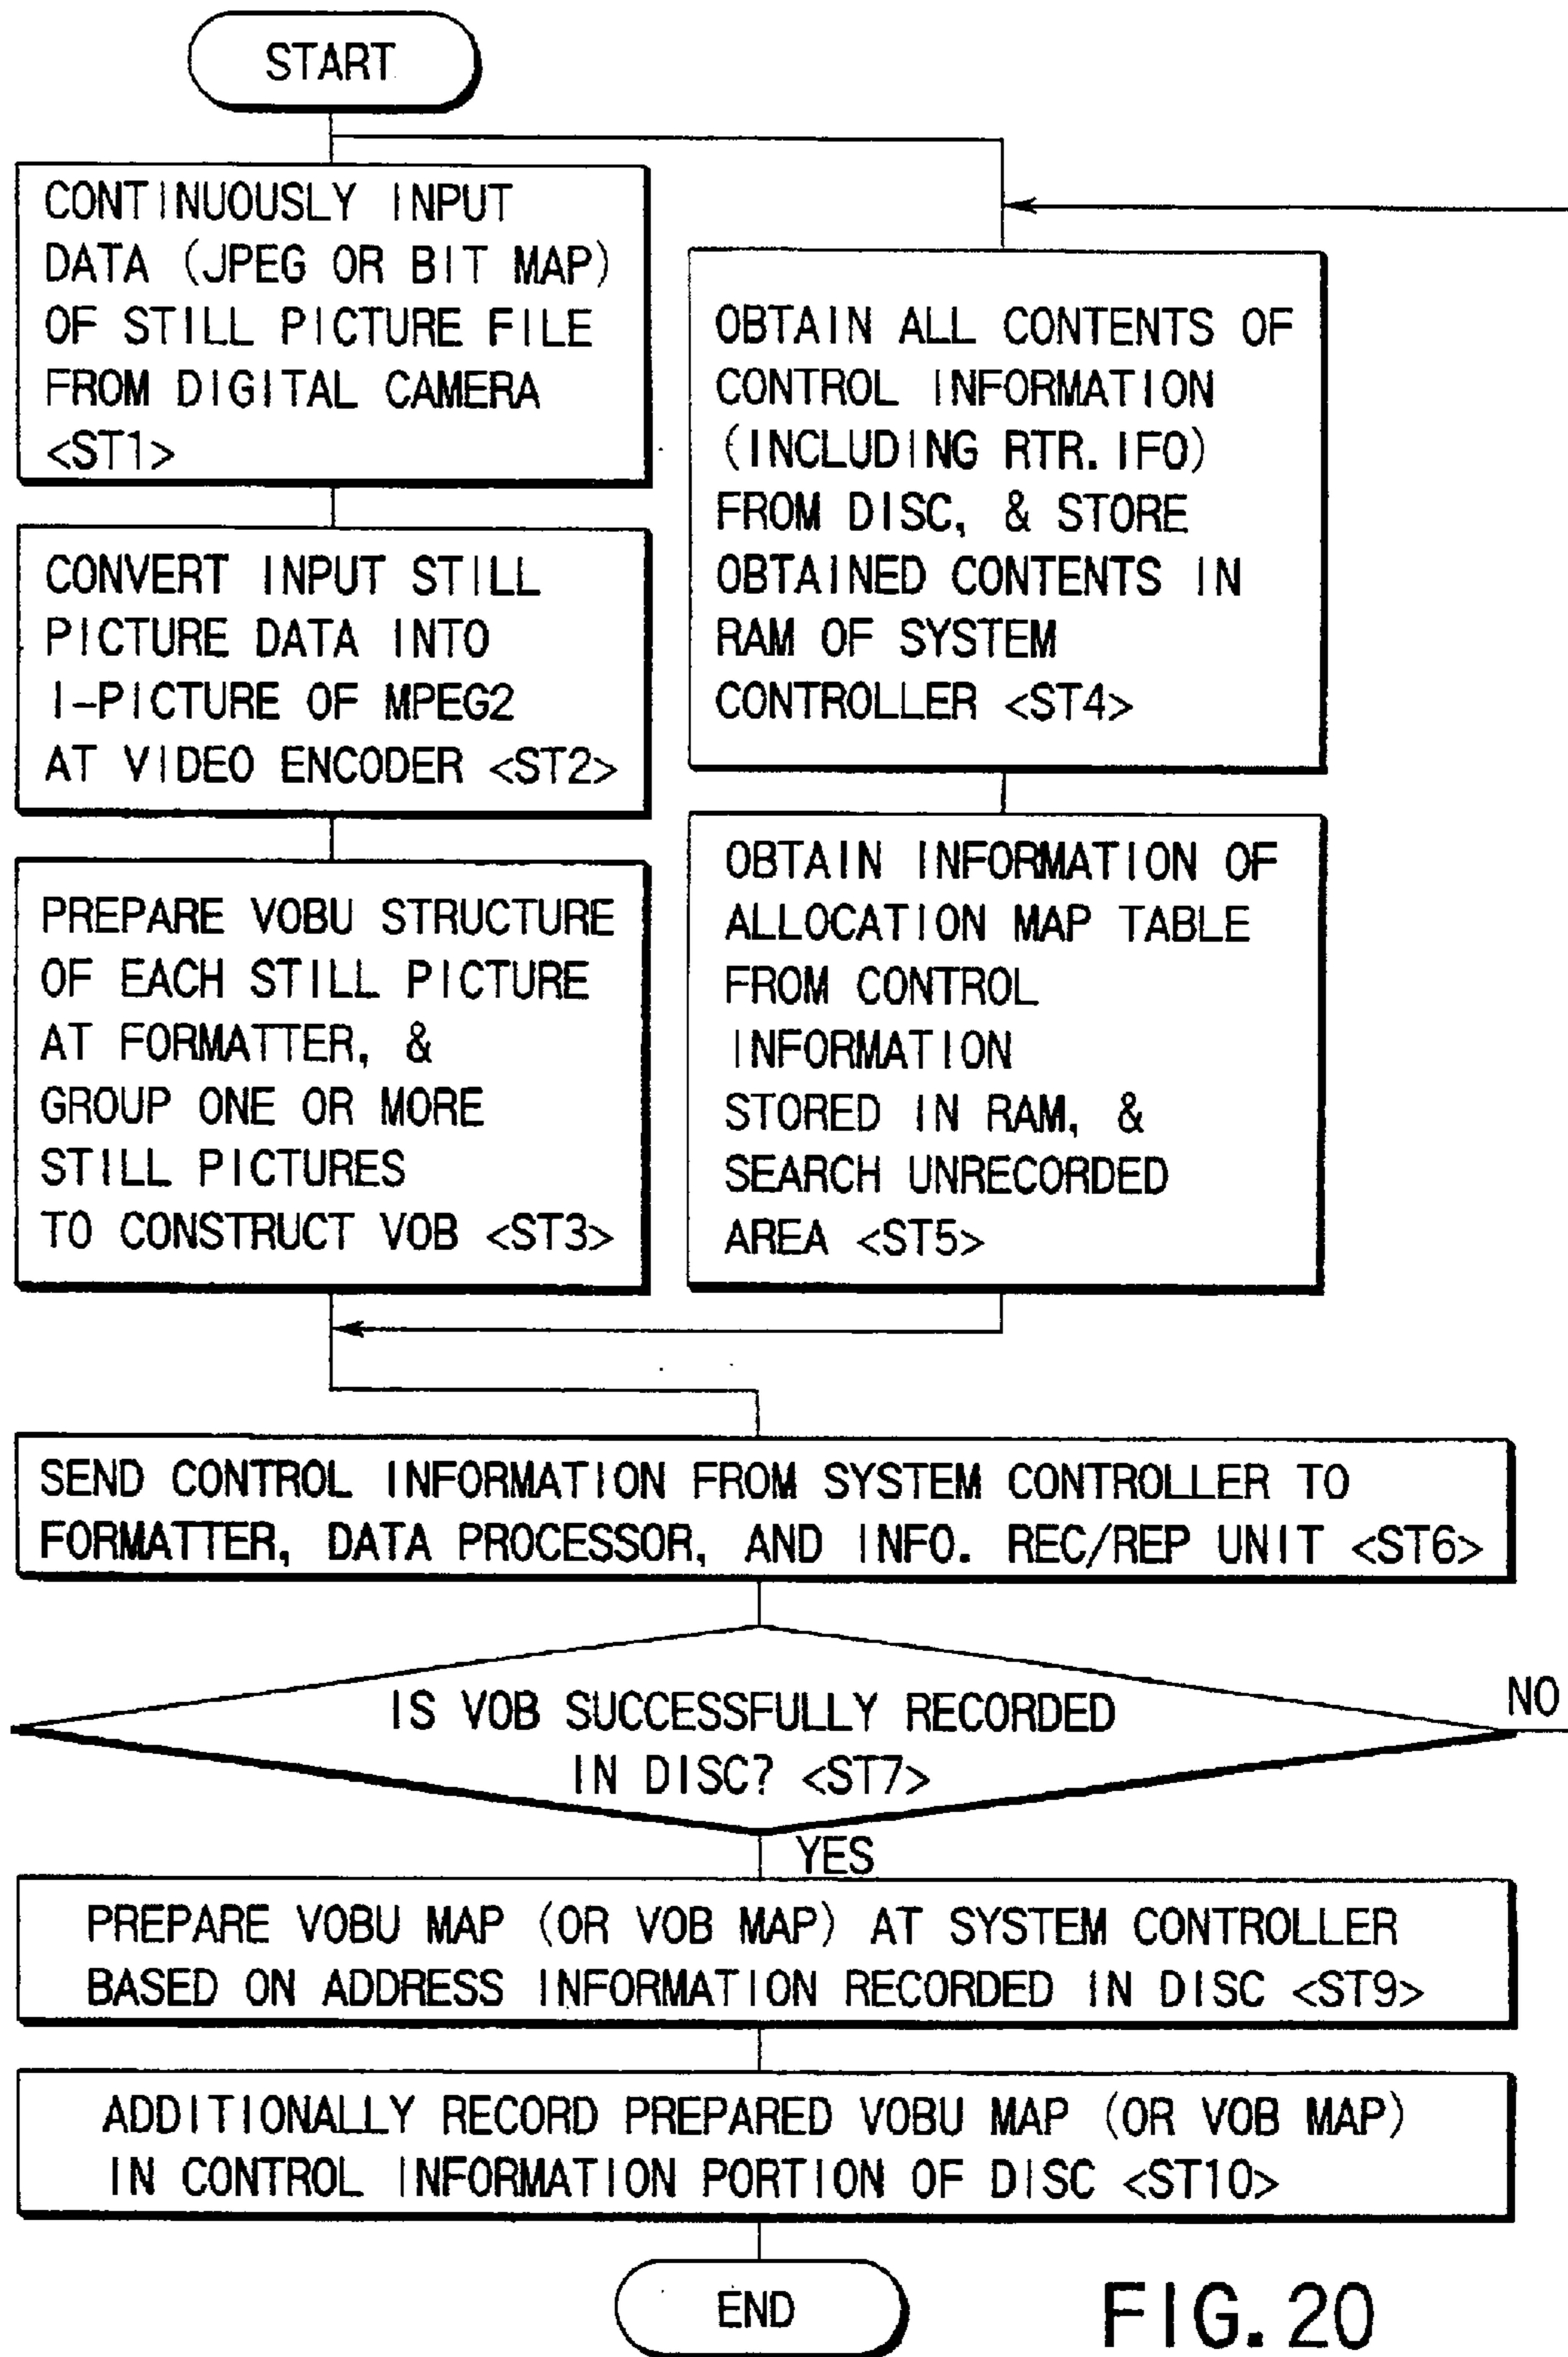 START
CONTINUOUSLY INPUT
DATA (JPEG OR BIT MAP)
OF STILL PICTURE FILE
FROM DIGITAL CAMERA
<ST1>
CONVERT INPUT STILL
PICTURE DATA INTO
I-PICTURE OF MPEG2
AT VIDEO ENCODER <ST2>
PREPARE VOBU STRUCTURE
OF EACH STILL PICTURE
AT FORMATTER, &
GROUP ONE OR MORE
STILL PICTURES
TO CONSTRUCT VOB <ST3>
OBTAIN ALL CONTENTS OF
CONTROL INFORMATION
(INCLUDING RTR. IFO)
FROM DISC, & STORE
OBTAINED CONTENTS IN
RAM OF SYSTEM
CONTROLLER <ST4>
OBTAIN INFORMATION OF
ALLOCATION MAP TABLE
FROM CONTROL
INFORMATION
STORED IN RAM, &
SEARCH UNRECORDED
AREA <ST5>
SEND CONTROL INFORMATION FROM SYSTEM CONTROLLER TO
FORMATTER, DATA PROCESSOR, AND INFO. REC/REP UNIT <ST6>
IS VOB SUCCESSFULLY RECORDED
IN DISC? <ST7>
NO
YES
PREPARE VOBU MAP (OR VOB MAP) AT SYSTEM CONTROLLER
BASED ON ADDRESS INFORMATION RECORDED IN DISC <ST9>
ADDITIONALLY RECORD PREPARED VOBU MAP (OR VOB MAP)
IN CONTROL INFORMATION PORTION OF DISC <ST10>
END
FIG. 20